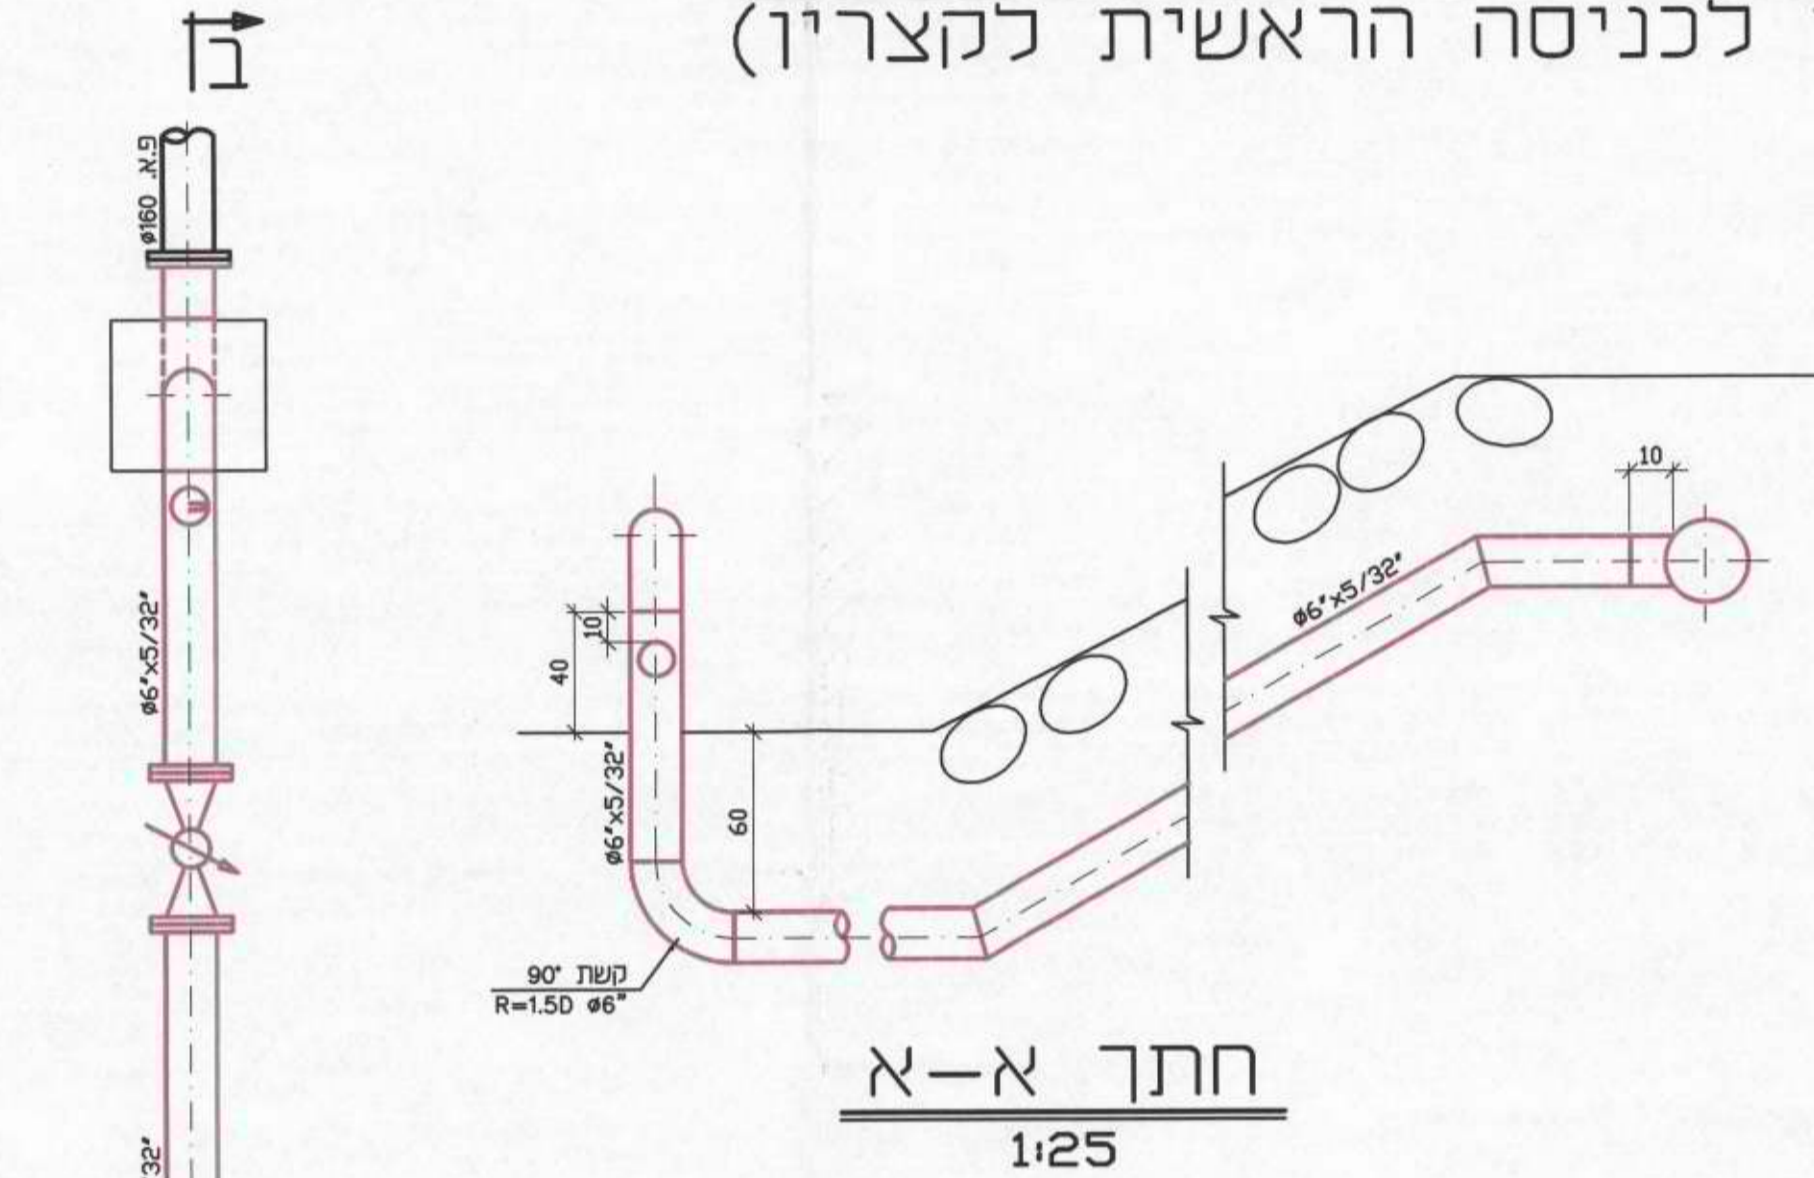 לכניסה הראשית לקצרין)
ב
פ.א. ø160
ø6"x5/32"
10
40
ø6"x5/32"
60
ø6"x5/32"
10
קשת 90°
R=1.5D ø6"
חתך א-א
1:25
32"